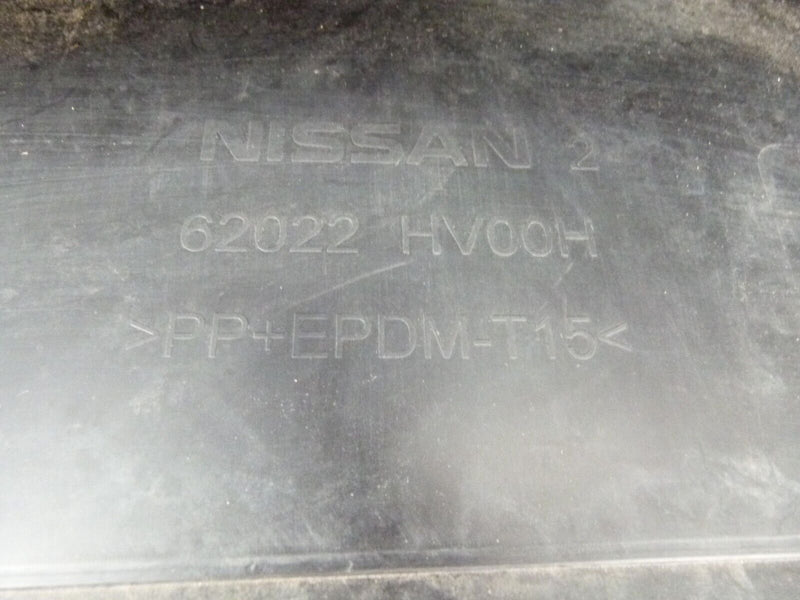 NISSAN 2
62022 HV00H
>PP+EPDM-T15<